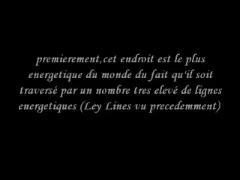 premierement,cet endroit est le plus
energetique du monde du fait qu'il soit
traversé par un nombre tres elevé de lignes
energetiques (Ley Lines vu precedemment)